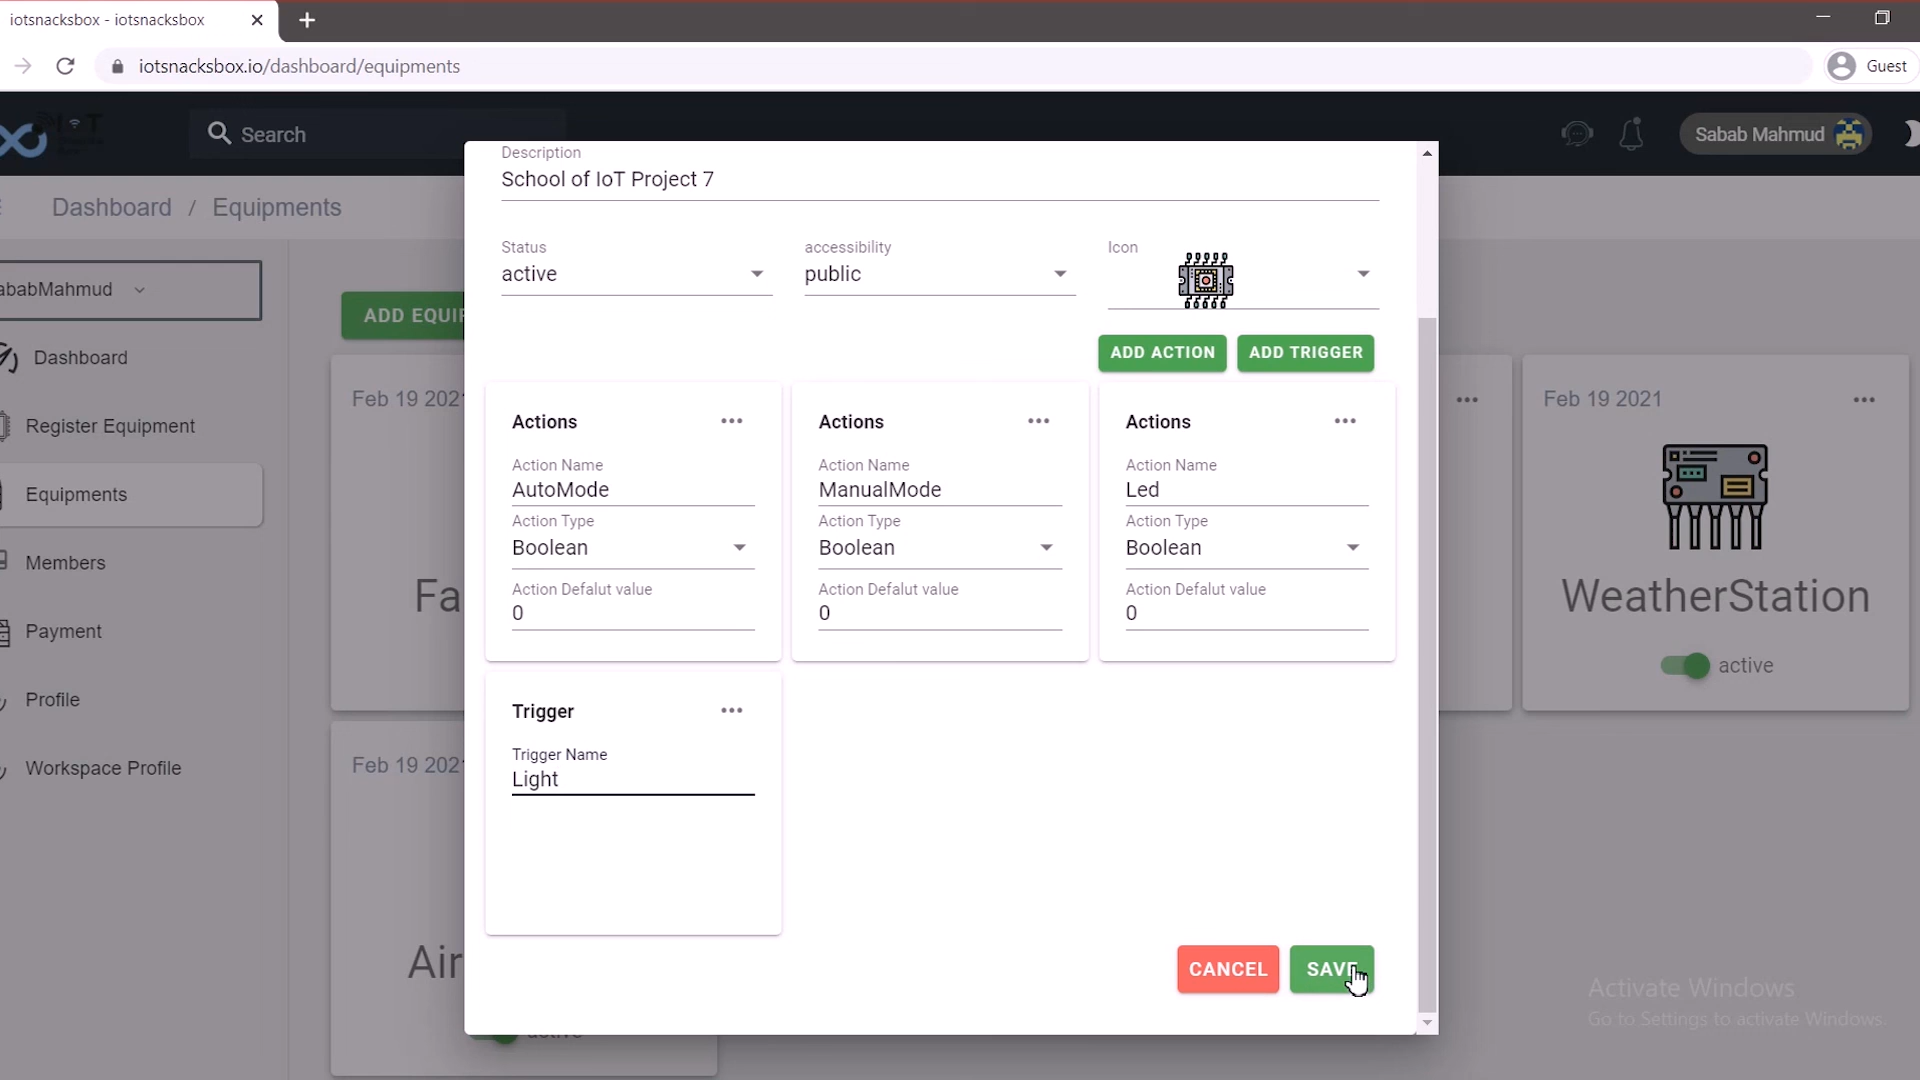 iotsnacksbox - iotsnacksbox
iotsnacksbox.io/dashboard/equipments
Guest
Search
Sabab Mahmud
Dashboard / Equipments
ababMahmud
Dashboard
Register Equipment
Equipments
Members
Payment
Profile
Workspace Profile
ADD EQUI
Feb 19 202
Fa
Feb 19 202
Air
active
Description
School of IoT Project 7
Status
active
accessibility
public
Icon
ADD ACTION
ADD TRIGGER
Actions
Action Name
AutoMode
Action Type
Boolean
Action Defalut value
0
Actions
Action Name
ManualMode
Action Type
Boolean
Action Defalut value
0
Actions
Action Name
Led
Action Type
Boolean
Action Defalut value
0
Trigger
Trigger Name
Light
CANCEL
SAVE
Feb 19 2021
WeatherStation
active
Activate Windows
Go to Settings to activate Windows.